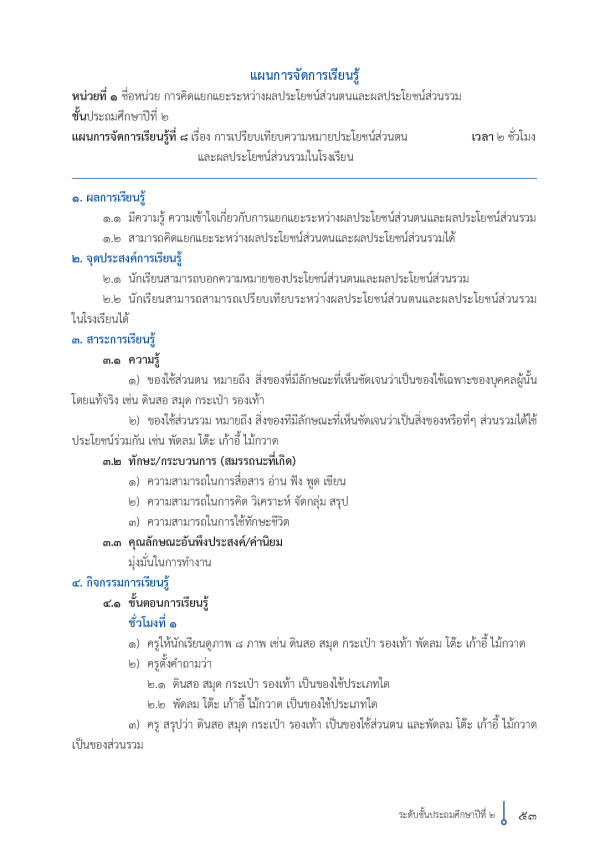 แผนการจัดการเรียนรู้
หน่วยที่ ๑ ชื่อหน่วย การคิดแยกแยะระหว่างผลประโยชน์ส่วนตนและผลประโยชน์ส่วนรวม
ชั้นประถมศึกษาปีที่ ๒
แผนการจัดการเรียนรู้ที่ ๘ เรื่อง การเปรียบเทียบความหมายประโยชน์ส่วนตน เวลา ๒ ชั่วโมง
และผลประโยชน์ส่วนรวมในโรงเรียน
๑. ผลการเรียนรู้
๑.๑ มีความรู้ ความเข้าใจเกี่ยวกับการแยกแยะระหว่างผลประโยชน์ส่วนตนและผลประโยชน์ส่วนรวม
๑.๒ สามารถคิดแยกแยะระหว่างผลประโยชน์ส่วนตนและผลประโยชน์ส่วนรวมได้
๒. จุดประสงค์การเรียนรู้
๒.๑ นักเรียนสามารถบอกความหมายของประโยชน์ส่วนตนและผลประโยชน์ส่วนรวม
๒.๒ นักเรียนสามารถสามารถเปรียบเทียบระหว่างผลประโยชน์ส่วนตนและผลประโยชน์ส่วนรวม
ในโรงเรียนได้
๓. สาระการเรียนรู้
๓.๑ ความรู้
๑) ของใช้ส่วนตน หมายถึง สิ่งของที่มีลักษณะที่เห็นชัดเจนว่าเป็นของใช้เฉพาะของบุคคลผู้นั้น
โดยแท้จริง เช่น ดินสอ สมุด กระเป๋า รองเท้า
๒) ของใช้ส่วนรวม หมายถึง สิ่งของทีมีลักษณะที่เห็นชัดเจนว่าเป็นสิ่งของหรือที่ๆ ส่วนรวมได้ใช้
ประโยชน์ร่วมกัน เช่น พัดลม โต๊ะ เก้าอี้ ไม้กวาด
๓.๒ ทักษะ/กระบวนการ (สมรรถนะที่เกิด)
๑) ความสามารถในการสื่อสาร อ่าน ฟัง พูด เขียน
๒) ความสามารถในการคิด วิเคราะห์ จัดกลุ่ม สรุป
๓) ความสามารถในการใช้ทักษะชีวิต
๓.๓ คุณลักษณะอันพึงประสงค์/ค่านิยม
มุ่งมั่นในการทำงาน
๔. กิจกรรมการเรียนรู้
๔.๑ ขั้นตอนการเรียนรู้
ชั่วโมงที่ ๑
๑) ครูให้นักเรียนดูภาพ ๘ ภาพ เช่น ดินสอ สมุด กระเป๋า รองเท้า พัดลม โต๊ะ เก้าอี้ ไม้กวาด
๒) ครูตั้งคำถามว่า
๒.๑ ดินสอ สมุด กระเป๋า รองเท้า เป็นของใช้ประเภทใด
๒.๒ พัดลม โต๊ะ เก้าอี้ ไม้กวาด เป็นของใช้ประเภทใด
๓) ครู สรุปว่า ดินสอ สมุด กระเป๋า รองเท้า เป็นของใช้ส่วนตน และพัดลม โต๊ะ เก้าอี้ ไม้กวาด
เป็นของส่วนรวม
ระดับชั้นประถมศึกษาปีที่ ๒ ๕๓